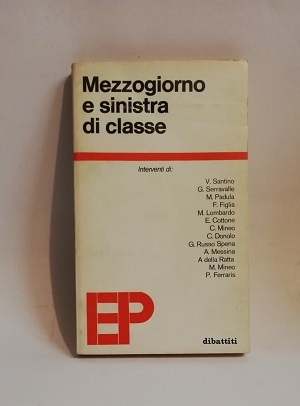 Mezzogiorno
e sinistra
di classe
Interventi di:
V. Santino
G. Serravalle
M. Padula
F. Figlia
M. Lombardo
E. Cottone
C. Mineo
C. Donolo
G. Russo Spena
A. Messina
A della Ratta
M. Mineo
P. Ferraris
EP
dibattiti